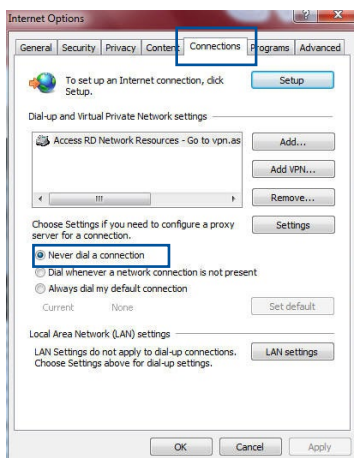 Internet Options
General Security Privacy Content Connections Programs Advanced
To set up an Internet connection, click
Setup.
Setup
Dial-up and Virtual Private Network settings
Access RD Network Resources - Go to vpn.as
Add...
Add VPN...
Remove...
Choose Settings if you need to configure a proxy
server for a connection.
Settings
Never dial a connection
Dial whenever a network connection is not present
Always dial my default connection
Current None
Set default
Local Area Network (LAN) settings
LAN Settings do not apply to dial-up connections.
Choose Settings above for dial-up settings.
LAN settings
OK Cancel Apply